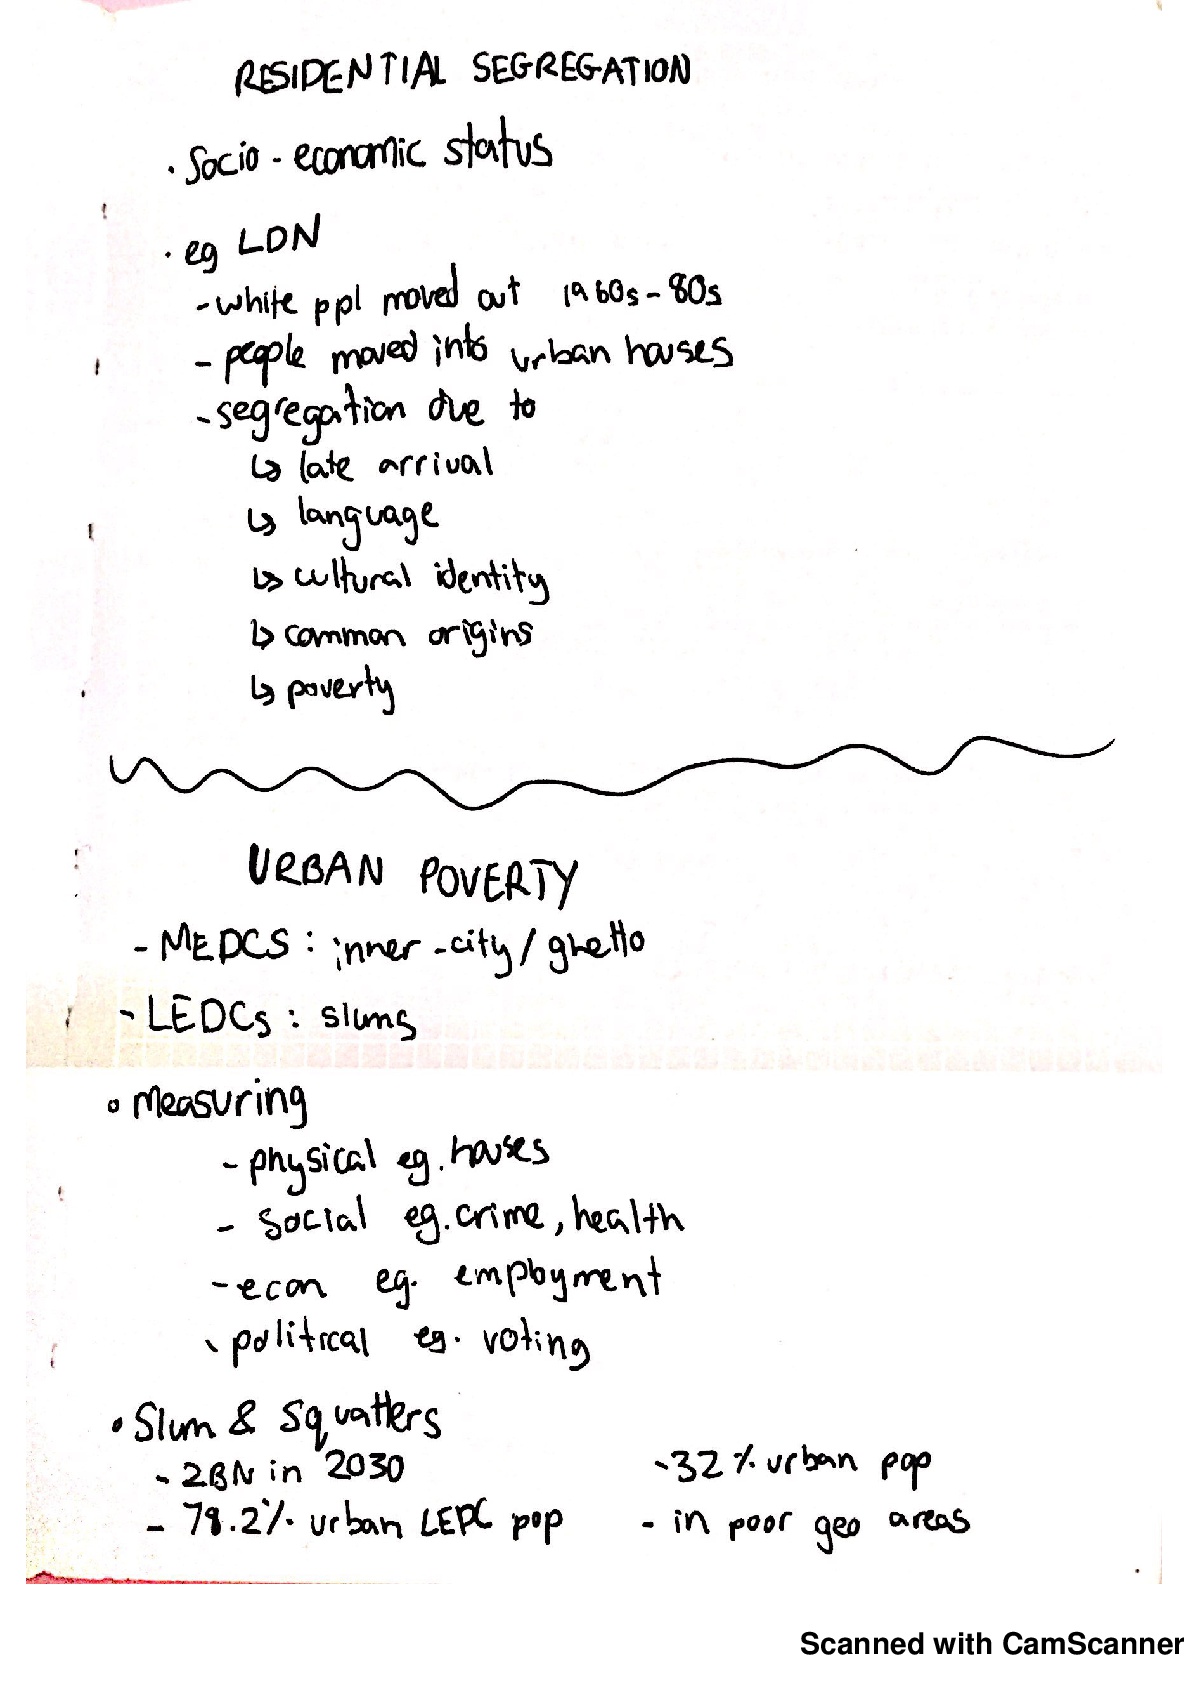 RESIDENTIAL SEGREGATION
• Socio - economic status
• eg LDN
- white ppl moved out 1960s - 80s
- people moved into urban houses
- segregation due to
↳ late arrival
↳ language
↳ cultural identity
↳ common origins
↳ poverty
URBAN POVERTY
- MEDCS : inner - city / ghetto
- LEDCs : slums
• Measuring
- physical eg. houses
- social eg. crime, health
- econ eg. employment
- political eg. voting
• Slum & Squatters
- 2BN in 2030 - 32% urban pop
- 78.2% urban LEDC pop - in poor geo areas
Scanned with CamScanner